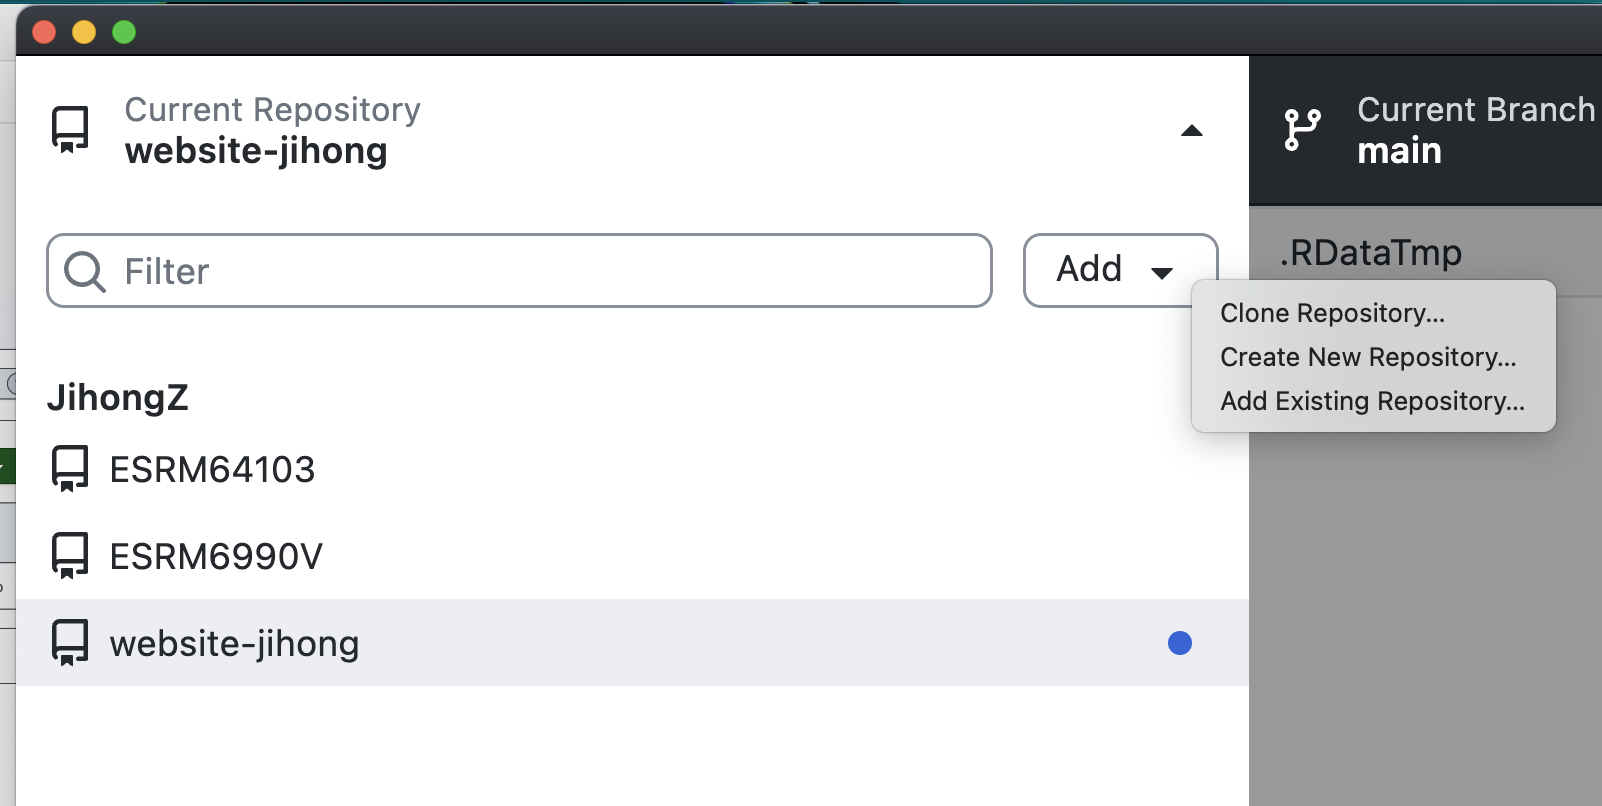 Current Repository
website-jihong
Current Branch
main
Filter
Add
.RDataTmp
Clone Repository...
Create New Repository...
Add Existing Repository...
JihongZ
ESRM64103
ESRM6990V
website-jihong